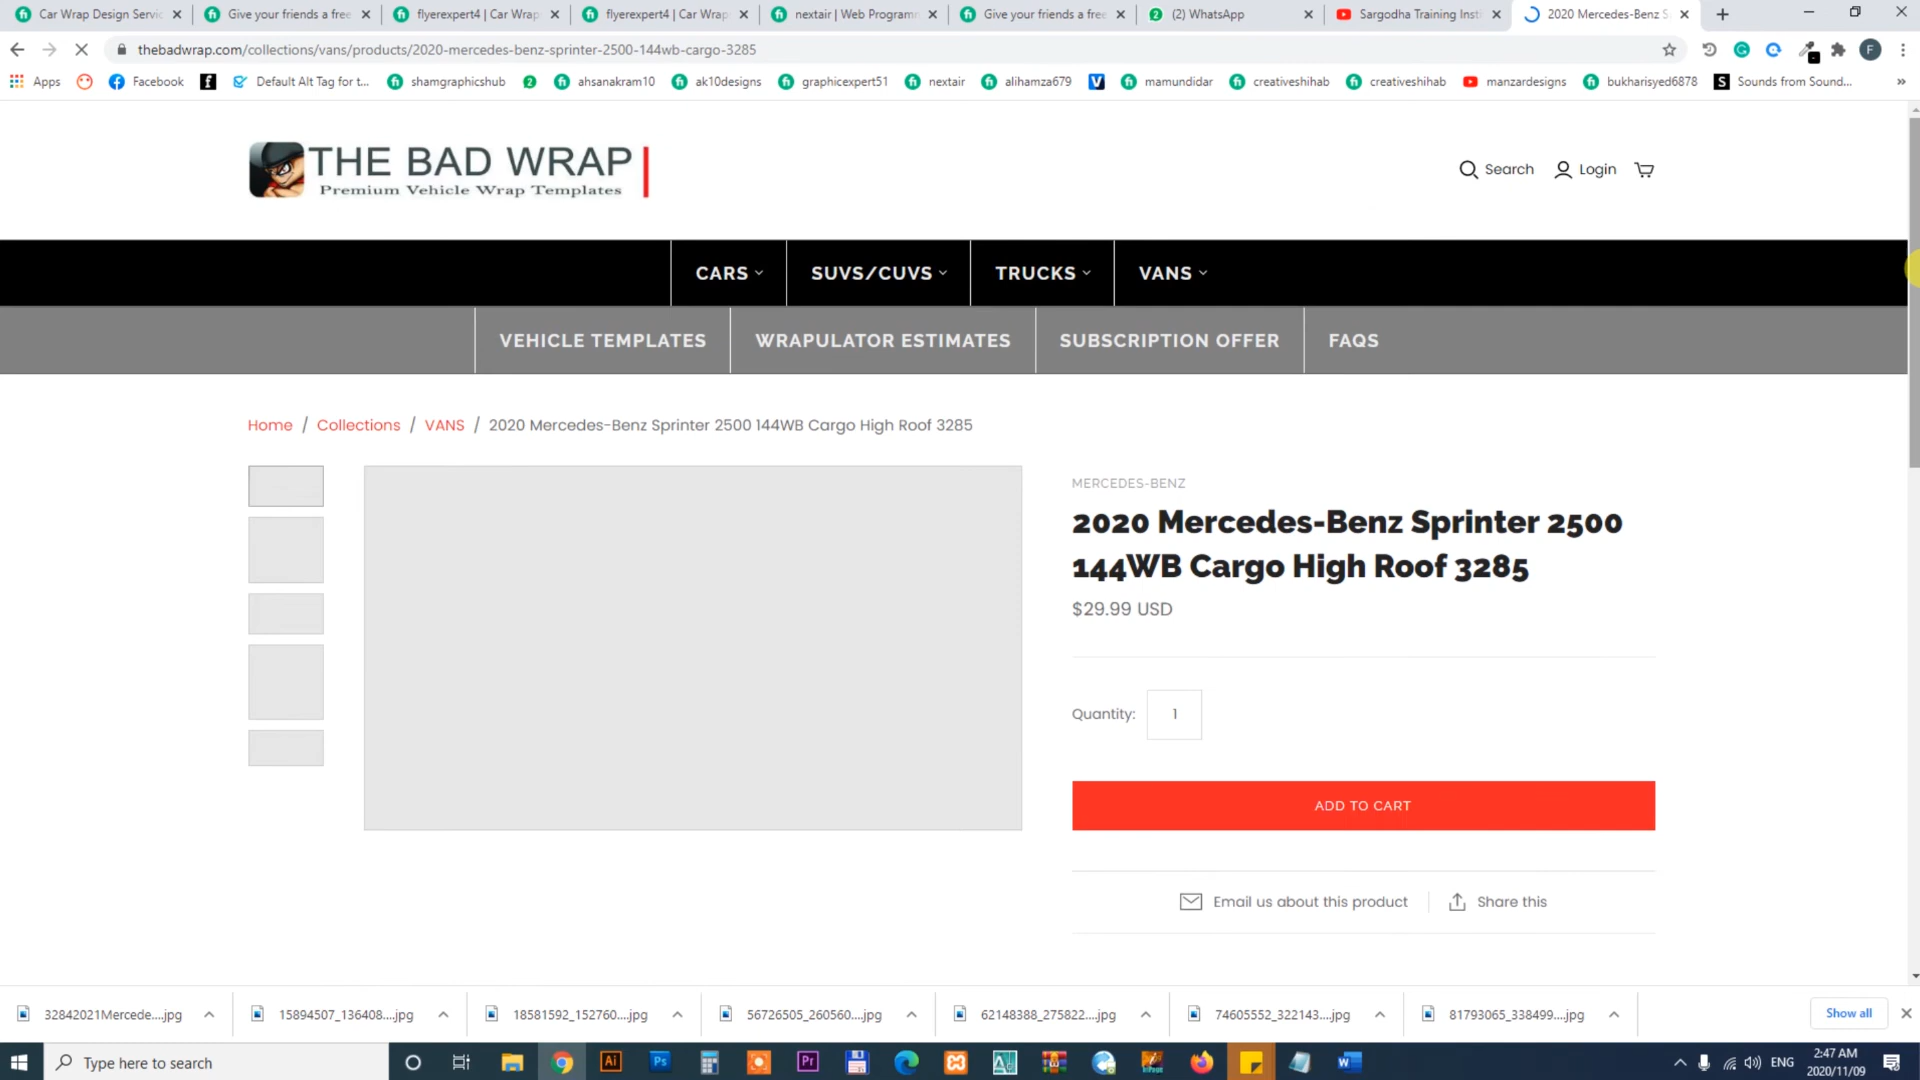 Car Wrap Design Servic
Give your friends a free
flyerexpert4 | Car Wrap
flyerexpert4 | Car Wrap
nextair | Web Programm
Give your friends a free
(2) WhatsApp
Sargodha Training Insti
2020 Mercedes-Benz S
thebadwrap.com/collections/vans/products/2020-mercedes-benz-sprinter-2500-144wb-cargo-3285
F
Apps
Facebook
Default Alt Tag for t...
shamgraphicshub
ahsanakram10
ak10designs
graphicexpert51
nextair
alihamza679
mamundidar
creativeshihab
creativeshihab
manzardesigns
bukharisyed6878
Sounds from Sound...
THE BAD WRAP
Premium Vehicle Wrap Templates
Search
Login
CARS
SUVS/CUVS
TRUCKS
VANS
VEHICLE TEMPLATES
WRAPULATOR ESTIMATES
SUBSCRIPTION OFFER
FAQS
Home / Collections / VANS / 2020 Mercedes-Benz Sprinter 2500 144WB Cargo High Roof 3285
MERCEDES-BENZ
2020 Mercedes-Benz Sprinter 2500
144WB Cargo High Roof 3285
$29.99 USD
Quantity: 1
ADD TO CART
Email us about this product
Share this
32842021Mercede....jpg
15894507_136408....jpg
18581592_152760....jpg
56726505_260560....jpg
62148388_275822....jpg
74605552_322143....jpg
81793065_338499....jpg
Show all
Type here to search
Ai
Ps
Pr
ENG
2:47 AM
2020/11/09